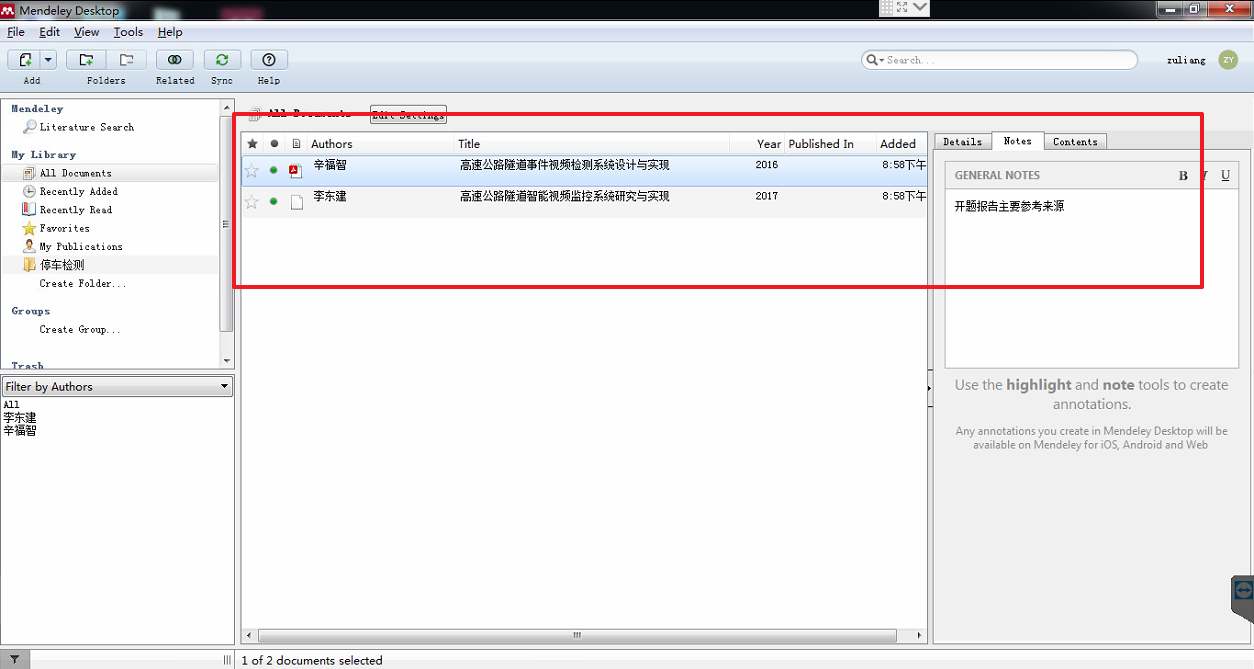 Mendeley Desktop
File Edit View Tools Help
Add Folders Related Sync Help
Search...
zuliang ZY
Mendeley
Literature Search
My Library
All Documents
Recently Added
Recently Read
Favorites
My Publications
停车检测
Create Folder...
Groups
Create Group...
Trash
Filter by Authors
All
李东建
辛福智
All Documents Edit Settings
Authors Title Year Published In Added
辛福智 高速公路隧道事件视频检测系统设计与实现 2016 8:58下午
李东建 高速公路隧道智能视频监控系统研究与实现 2017 8:58下午
Details Notes Contents
GENERAL NOTES B I U
开题报告主要参考来源
Use the highlight and note tools to create
annotations.
Any annotations you create in Mendeley Desktop will be
available on Mendeley for iOS, Android and Web
1 of 2 documents selected